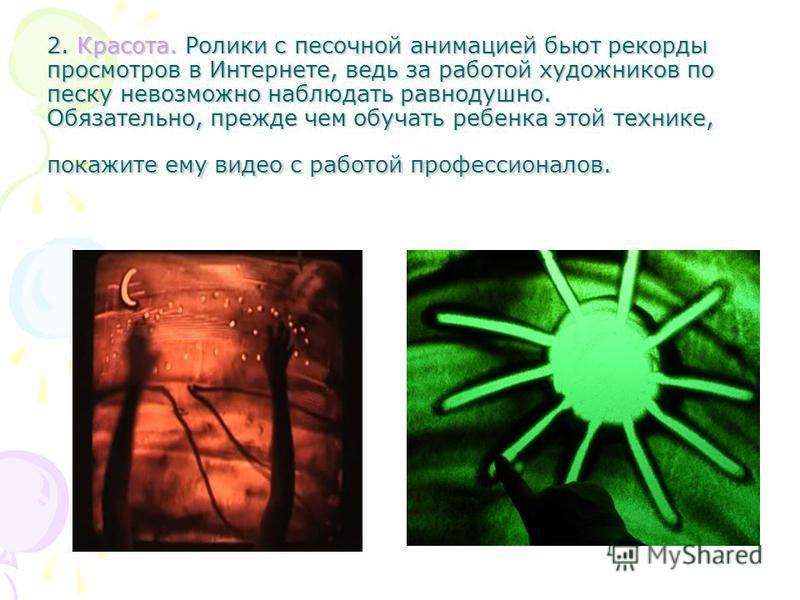 2. Красота. Ролики с песочной анимацией бьют рекорды
просмотров в Интернете, ведь за работой художников по
песку невозможно наблюдать равнодушно.
Обязательно, прежде чем обучать ребенка этой технике,
покажите ему видео с работой профессионалов.
MyShared